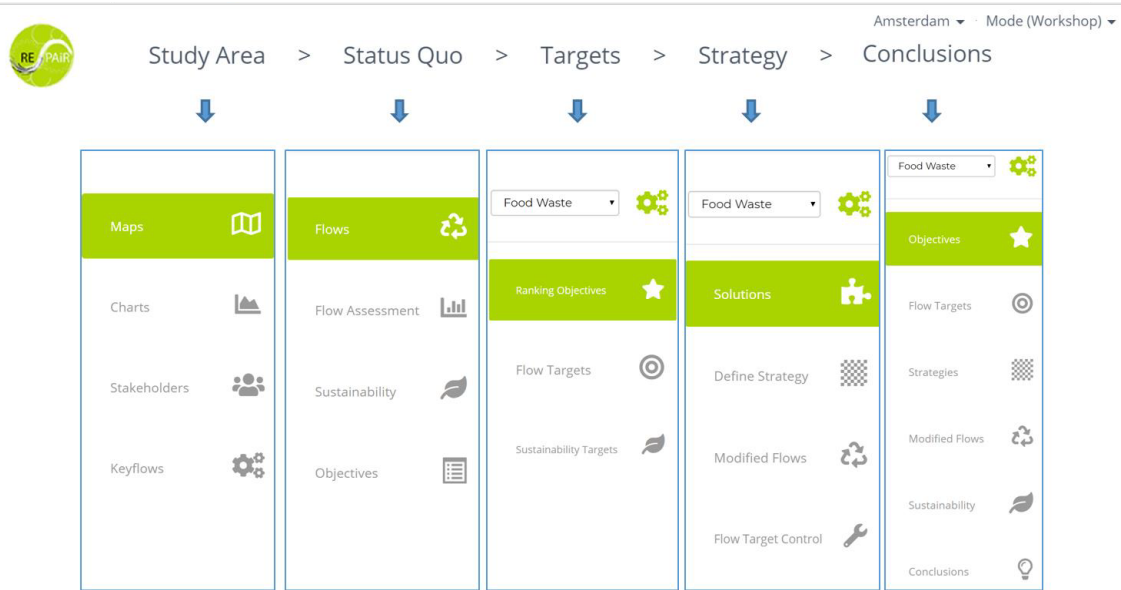 Amsterdam Mode (Workshop)
RE PAiR
Study Area > Status Quo > Targets > Strategy > Conclusions
Maps
Charts
Stakeholders
Keyflows
Flows
Flow Assessment
Sustainability
Objectives
Food Waste
Ranking Objectives
Flow Targets
Sustainability Targets
Food Waste
Solutions
Define Strategy
Modified Flows
Flow Target Control
Food Waste
Objectives
Flow Targets
Strategies
Modified Flows
Sustainability
Conclusions